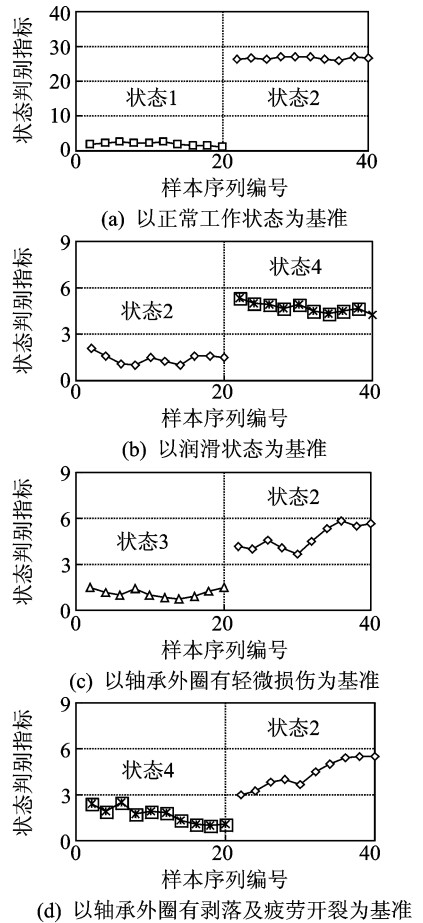 状态判别指标
40
30
20
10
0
状态1
状态2
20
40
样本序列编号
(a) 以正常工作状态为基准
状态判别指标
9
6
3
0
状态4
状态2
0
20
40
样本序列编号
(b) 以润滑状态为基准
状态判别指标
9
6
3
0
状态2
状态3
0
20
40
样本序列编号
(c) 以轴承外圈有轻微损伤为基准
状态判别指标
9
6
3
0
状态2
状态4
0
20
40
样本序列编号
(d) 以轴承外圈有剥落及疲劳开裂为基准